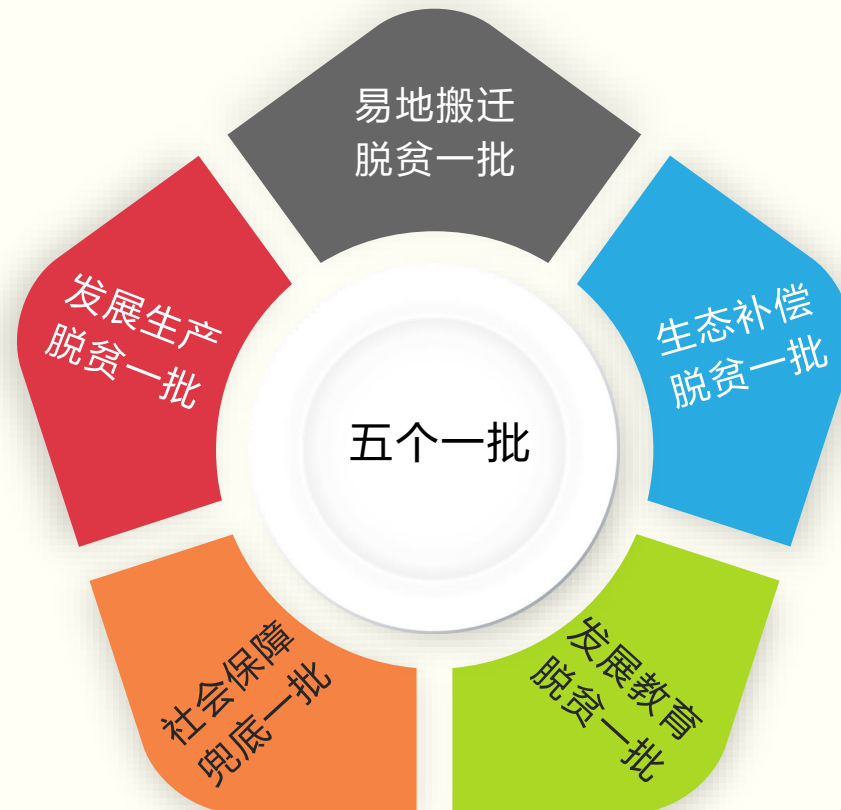 易地搬迁
脱贫一批
生态补偿
脱贫一批
发展教育
脱贫一批
社会保障
兜底一批
发展生产
脱贫一批
五个一批